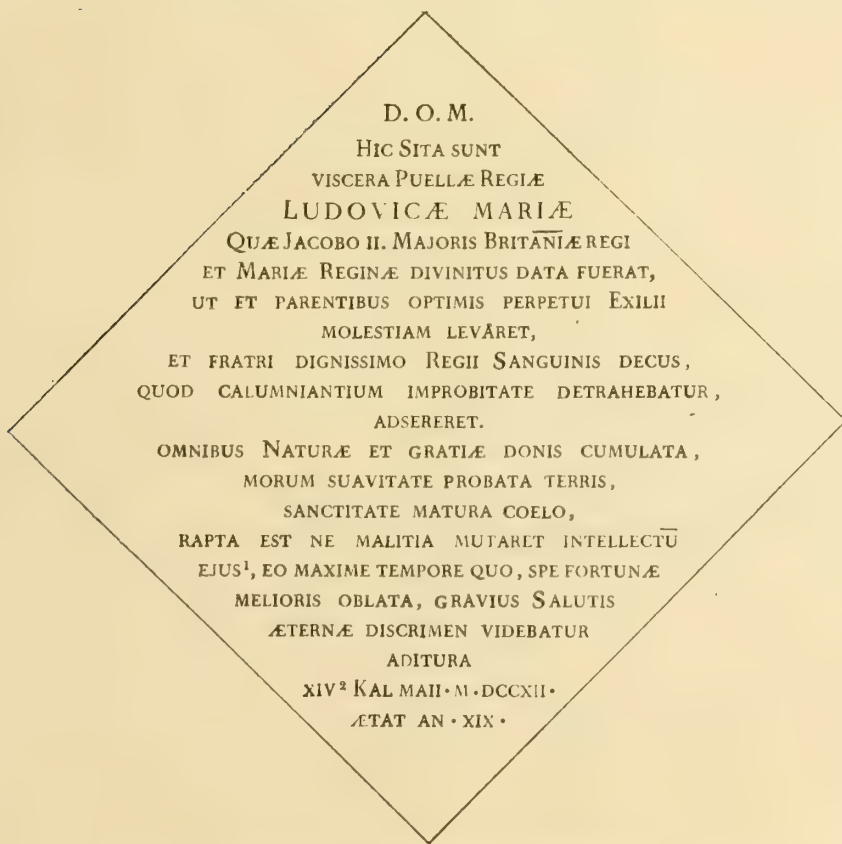 D. O. M.
HIC SITA SUNT
VISCERA PUELLÆ REGIÆ
LUDOVICÆ MARIÆ
QUÆ JACOBO II. MAJORIS BRITAN̅I̅Æ REGI
ET MARIÆ REGINÆ DIVINITUS DATA FUERAT,
UT ET PARENTIBUS OPTIMIS PERPETUI EXILII
MOLESTIAM LEVARET,
ET FRATRI DIGNISSIMO REGII SANGUINIS DECUS,
QUOD CALUMNIANTIUM IMPROBITATE DETRAHEBATUR,
ADSERERET.
OMNIBUS NATURÆ ET GRATIÆ DONIS CUMULATA,
MORUM SUAVITATE PROBATA TERRIS,
SANCTITATE MATURA COELO,
RAPTA EST NE MALITIA MUTARET INTELLECTU̅
EJUS¹, EO MAXIME TEMPORE QUO, SPE FORTUNÆ
MELIORIS OBLATA, GRAVIUS SALUTIS
ÆTERNÆ DISCRIMEN VIDEBATUR
ADITURA
XIV² KAL MAII · M · DCCXII ·
ÆTAT AN · XIX ·